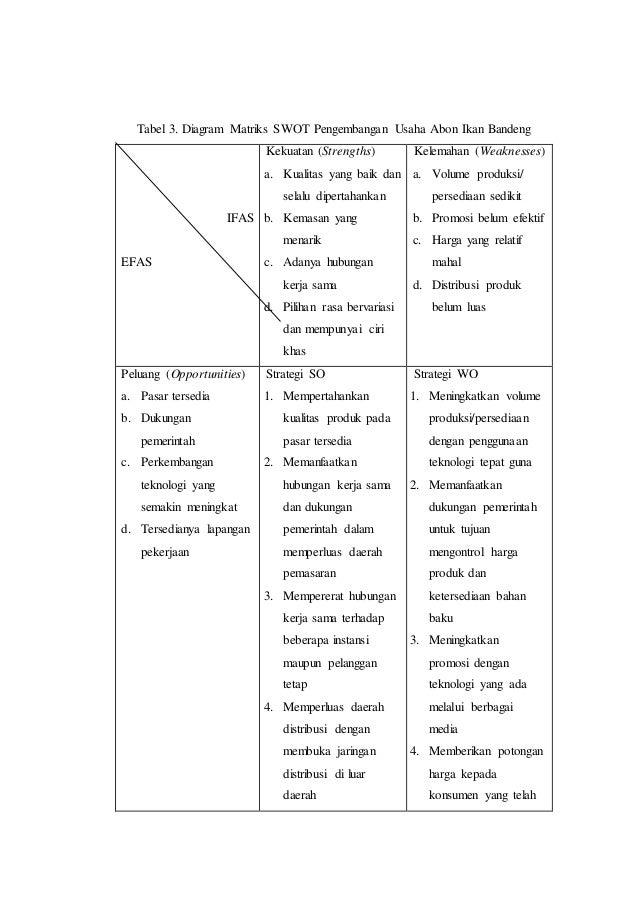 Tabel 3. Diagram Matriks SWOT Pengembangan Usaha Abon Ikan Bandeng
IFAS
EFAS
Kekuatan (Strengths)
a. Kualitas yang baik dan
selalu dipertahankan
b. Kemasan yang
menarik
c. Adanya hubungan
kerja sama
d. Pilihan rasa bervariasi
dan mempunyai ciri
khas
Kelemahan (Weaknesses)
a. Volume produksi/
persediaan sedikit
b. Promosi belum efektif
c. Harga yang relatif
mahal
d. Distribusi produk
belum luas
Peluang (Opportunities)
a. Pasar tersedia
b. Dukungan
pemerintah
c. Perkembangan
teknologi yang
semakin meningkat
d. Tersedianya lapangan
pekerjaan
Strategi SO
1. Mempertahankan
kualitas produk pada
pasar tersedia
2. Memanfaatkan
hubungan kerja sama
dan dukungan
pemerintah dalam
memperluas daerah
pemasaran
3. Mempererat hubungan
kerja sama terhadap
beberapa instansi
maupun pelanggan
tetap
4. Memperluas daerah
distribusi dengan
membuka jaringan
distribusi di luar
daerah
Strategi WO
1. Meningkatkan volume
produksi/persediaan
dengan penggunaan
teknologi tepat guna
2. Memanfaatkan
dukungan pemerintah
untuk tujuan
mengontrol harga
produk dan
ketersediaan bahan
baku
3. Meningkatkan
promosi dengan
teknologi yang ada
melalui berbagai
media
4. Memberikan potongan
harga kepada
konsumen yang telah